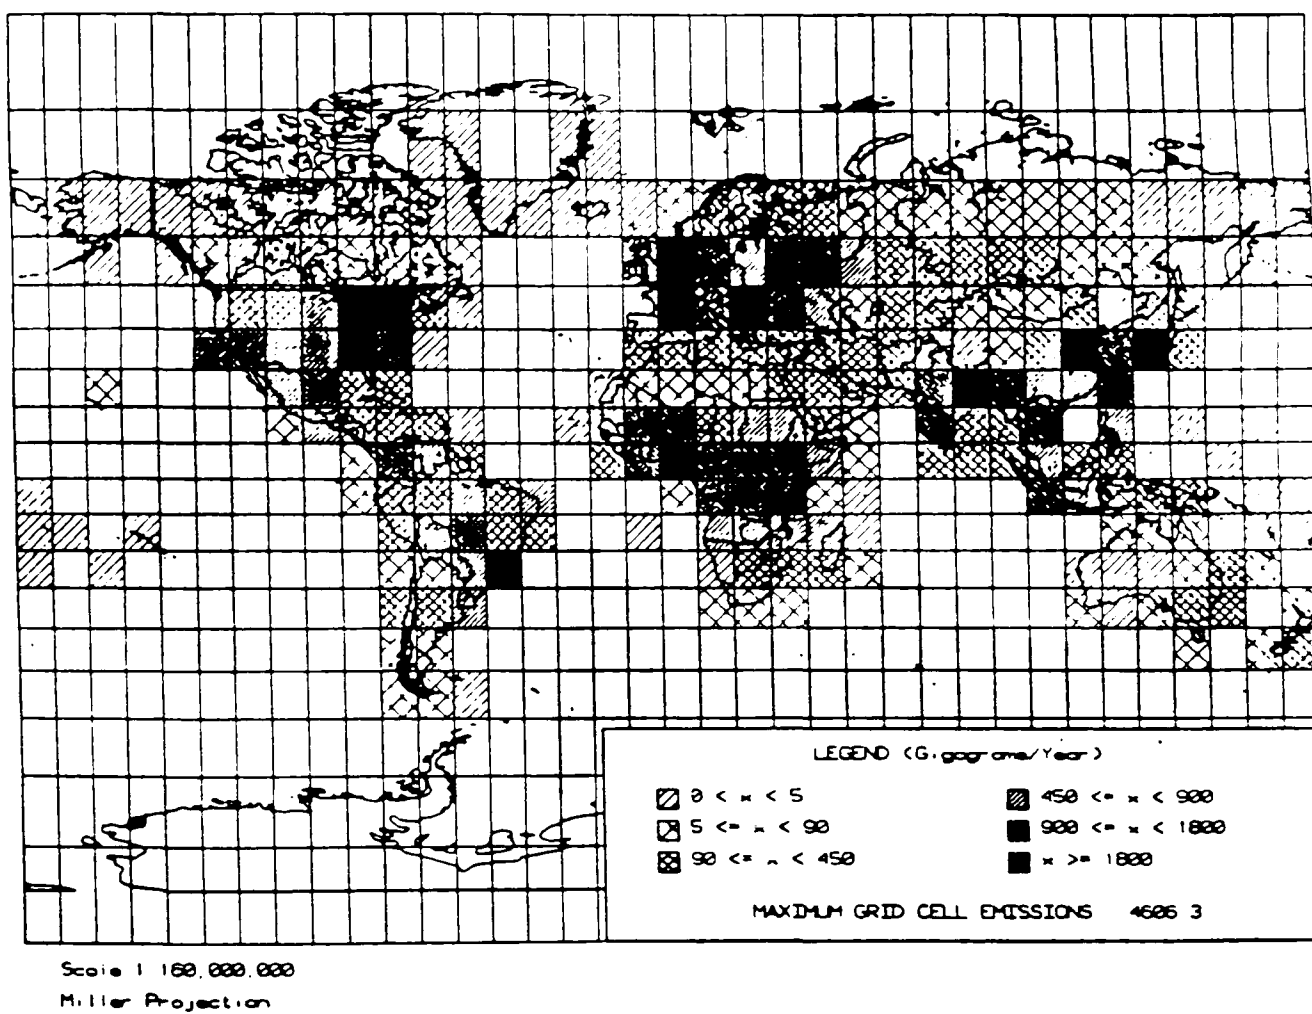 LEGEND (Gigagrams/Year)
0 < x < 5
5 <= x < 90
90 <= x < 450
450 <= x < 900
900 <= x < 1800
x >= 1800
MAXIMUM GRID CELL EMISSIONS 4606 3
Scale 1 160,000,000
Miller Projection